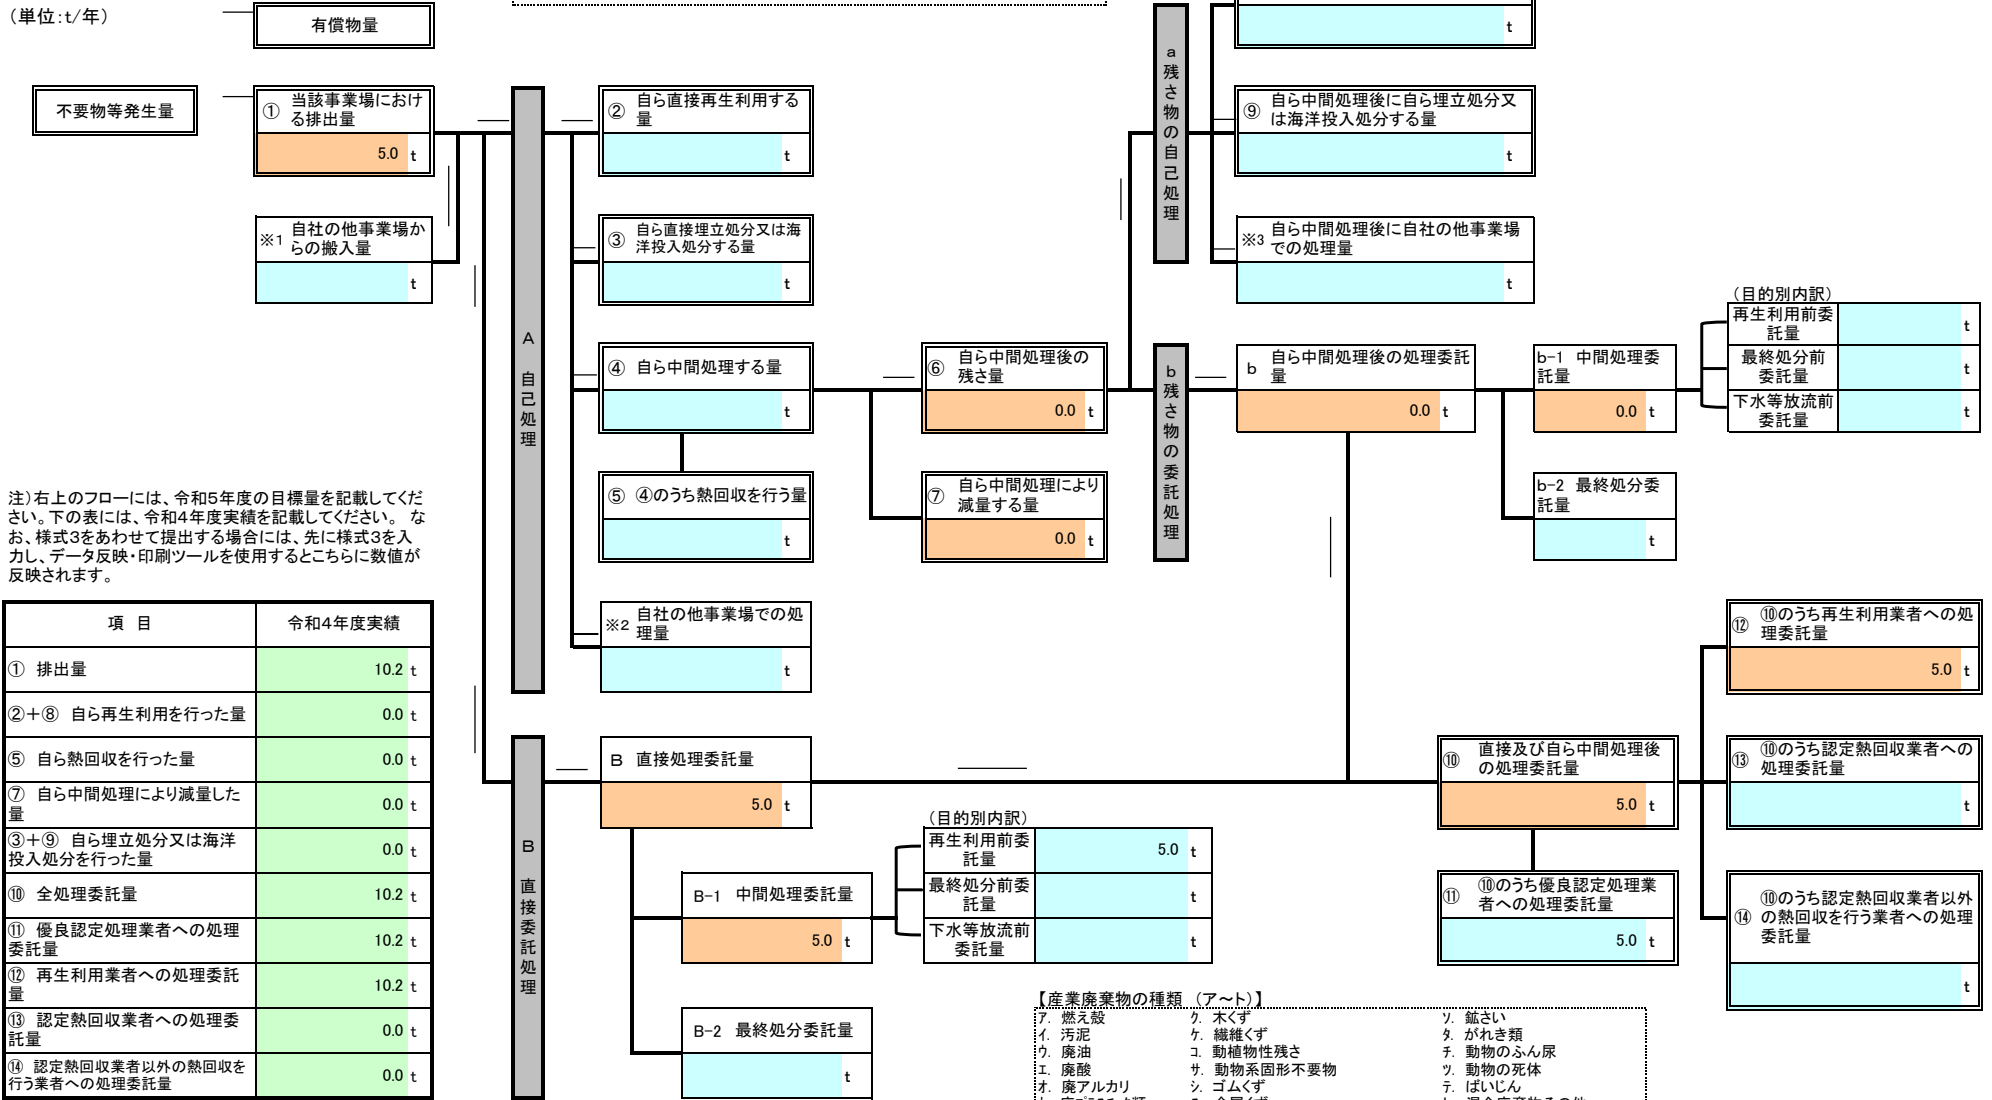 （単位:t/年）
有償物量
t
不要物等発生量
① 当該事業場におけ
る排出量
5.0 t
※1 自社の他事業場か
らの搬入量
t
A 自己処理
② 自ら直接再生利用する
量
t
③ 自ら直接埋立処分又は海
洋投入処分する量
t
④ 自ら中間処理する量
t
⑤ ④のうち熱回収を行う量
t
※2 自社の他事業場での処
理量
t
⑥ 自ら中間処理後の
残さ量
0.0 t
⑦ 自ら中間処理により
減量する量
0.0 t
a残さ物の自己処理
⑨ 自ら中間処理後に自ら埋立処分又
は海洋投入処分する量
t
※3 自ら中間処理後に自社の他事業場
での処理量
t
b残さ物の委託処理
b 自ら中間処理後の処理委託
量
0.0 t
b-1 中間処理委
託量
0.0 t
b-2 最終処分委
託量
t
（目的別内訳）
再生利用前委
託量
t
最終処分前
委託量
t
下水等放流前
委託量
t
注）右上のフローには、令和5年度の目標量を記載してくだ
さい。下の表には、令和4年度実績を記載してください。 な
お、様式3をあわせて提出する場合には、先に様式3を入
力し、データ反映・印刷ツールを使用するとこちらに数値が
反映されます。
項 目 令和4年度実績
① 排出量 10.2 t
②＋⑧ 自ら再生利用を行った量 0.0 t
⑤ 自ら熱回収を行った量 0.0 t
⑦ 自ら中間処理により減量した
量 0.0 t
③＋⑨ 自ら埋立処分又は海洋
投入処分を行った量 0.0 t
⑩ 全処理委託量 10.2 t
⑪ 優良認定処理業者への処理
委託量 10.2 t
⑫ 再生利用業者への処理委託
量 10.2 t
⑬ 認定熱回収業者への処理委
託量 0.0 t
⑭ 認定熱回収業者以外の熱回収を
行う業者への処理委託量 0.0 t
B 直接委託処理
B 直接処理委託量
5.0 t
B-1 中間処理委託量
5.0 t
B-2 最終処分委託量
t
（目的別内訳）
再生利用前委
託量
5.0 t
最終処分前委
託量
t
下水等放流前
委託量
t
⑩ 直接及び自ら中間処理後
の処理委託量
5.0 t
⑪ ⑩のうち優良認定処理業
者への処理委託量
5.0 t
⑫ ⑩のうち再生利用業者への処
理委託量
5.0 t
⑬ ⑩のうち認定熱回収業者への
処理委託量
t
⑭ ⑩のうち認定熱回収業者以外
の熱回収を行う業者への処理
委託量
t
【産業廃棄物の種類 （ア～ト）】
ア. 燃え殻 ク. 木くず ソ. 鉱さい
イ. 汚泥 ケ. 繊維くず タ. がれき類
ウ. 廃油 コ. 動植物性残さ チ. 動物のふん尿
エ. 廃酸 サ. 動物系固形不要物 ツ. 動物の死体
オ. 廃アルカリ シ. ゴムくず テ. ばいじん